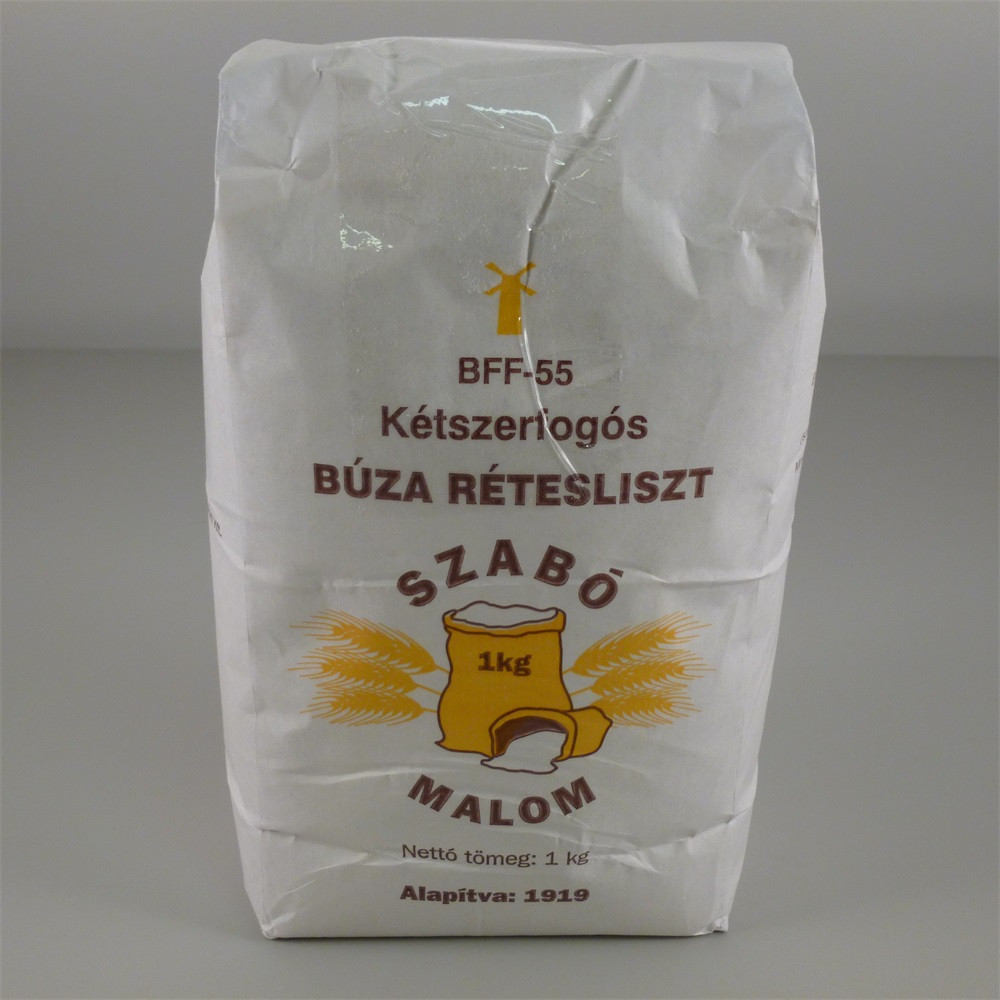 BFF-55
Kétszerfogós
BÚZA RÉTESLISZT
SZABÓ
1kg
MALOM
Nettó tömeg: 1 kg
Alapítva: 1919